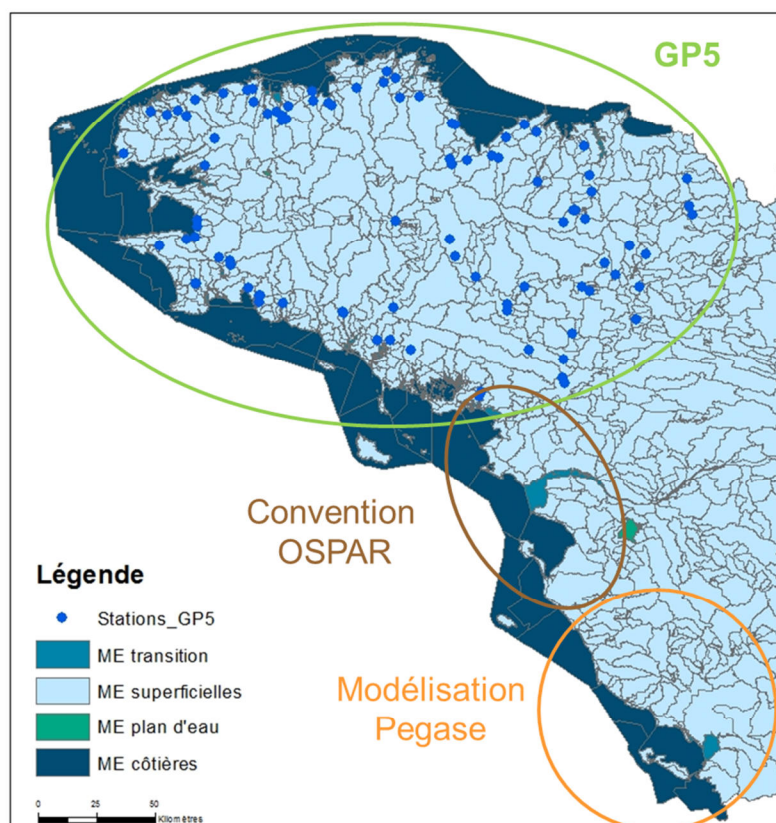 GP5
Convention
OSPAR
Modélisation
Pegase
Légende
Stations_GP5
ME transition
ME superficielles
ME plan d'eau
ME côtières
0 25 50
Kilomètres